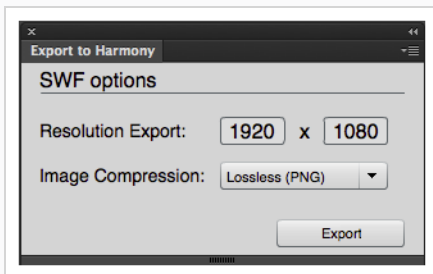 Export to Harmony
SWF options
Resolution Export: 1920 x 1080
Image Compression: Lossless (PNG)
Export